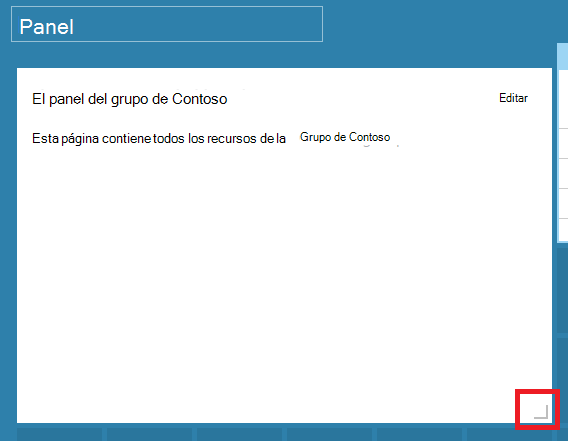 Panel
El panel del grupo de Contoso
Editar
Esta página contiene todos los recursos de la Grupo de Contoso